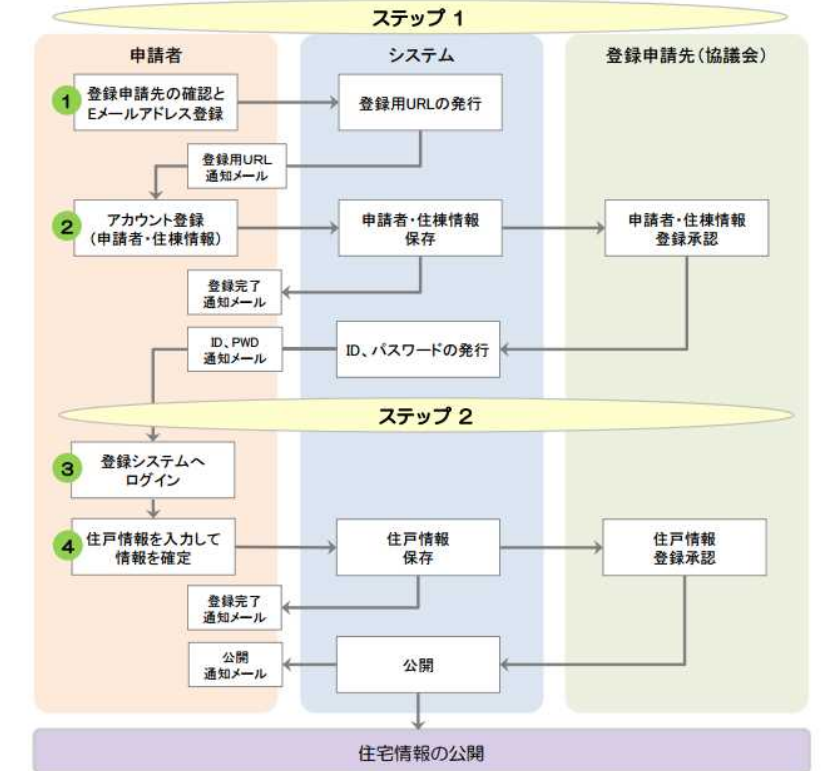 ステップ 1
申請者
システム
登録申請先(協議会)
1
登録申請先の確認と
Eメールアドレス登録
登録用URLの発行
登録用URL
通知メール
2
アカウント登録
(申請者・住棟情報)
申請者・住棟情報
保存
申請者・住棟情報
登録承認
登録完了
通知メール
ID、PWD
通知メール
ID、パスワードの発行
ステップ 2
3
登録システムへ
ログイン
4
住戸情報を入力して
情報を確定
住戸情報
保存
住戸情報
登録承認
登録完了
通知メール
公開
通知メール
公開
住宅情報の公開